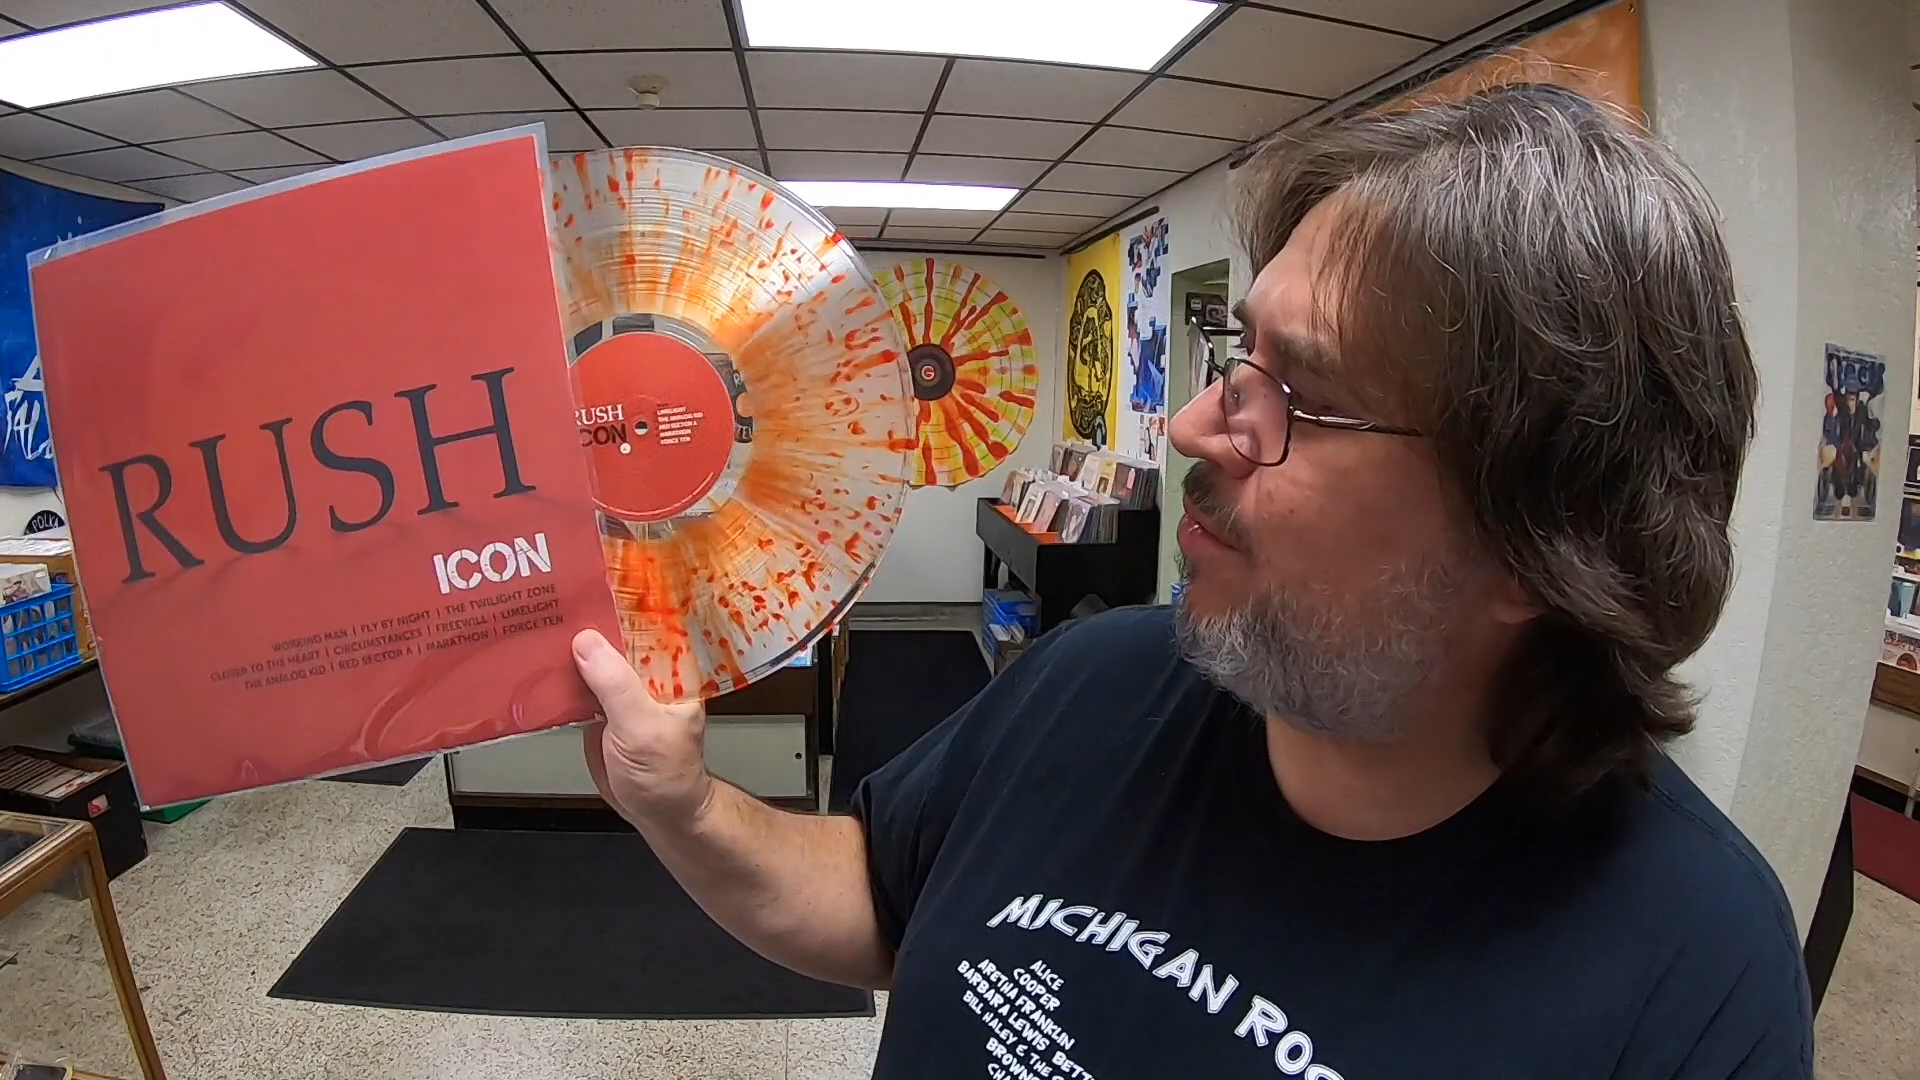 RUSH
ICON
WORKING MAN | FLY BY NIGHT | THE TWILIGHT ZONE
CLOSER TO THE HEART | CIRCUMSTANCES | FREEWILL | LIMELIGHT
THE ANALOG KID | RED SECTOR A | MARATHON | FORCE TEN
RUSH
ICON
LIMELIGHT
THE ANALOG KID
RED SECTOR A
MARATHON
FORCE TEN
G
POLKA
MICHIGAN
ALICE
COOPER
ARETHA FRANKLIN
BARBARA LEWIS
BILL HALEY & THE